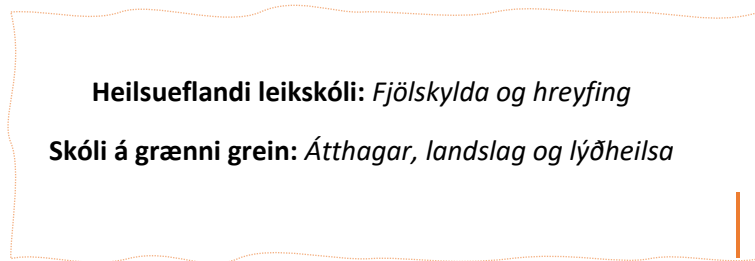 Heilsueflandi leikskóli: Fjölskylda og hreyfing
Skóli á grænni grein: Átthagar, landslag og lýðheilsa